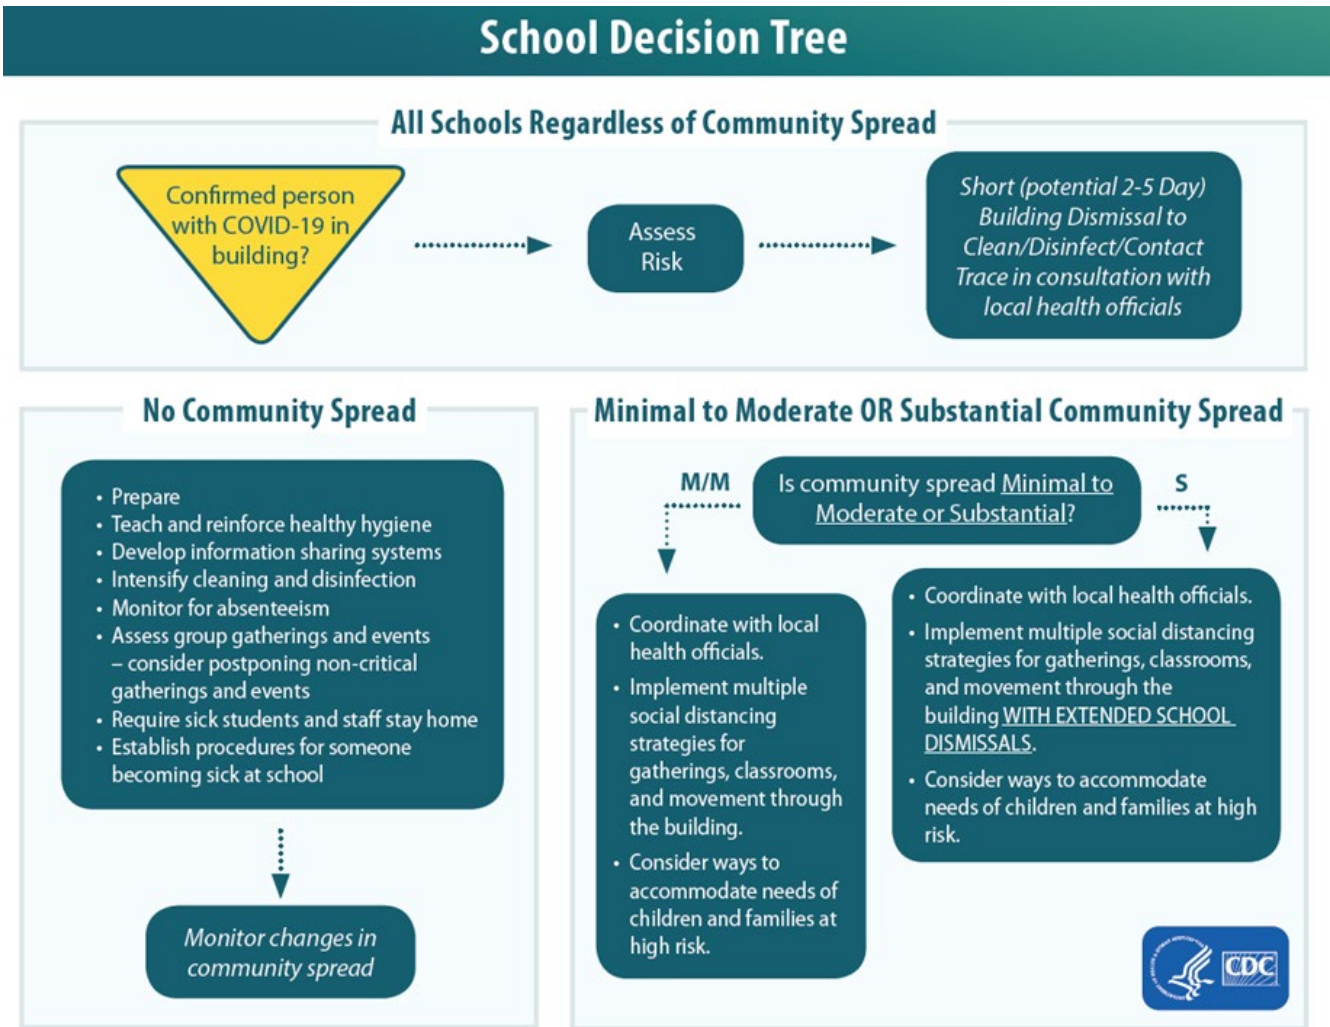 School Decision Tree
All Schools Regardless of Community Spread
Confirmed person
with COVID-19 in
building?
Assess
Risk
Short (potential 2-5 Day)
Building Dismissal to
Clean/Disinfect/Contact
Trace in consultation with
local health officials
No Community Spread
• Prepare
• Teach and reinforce healthy hygiene
• Develop information sharing systems
• Intensify cleaning and disinfection
• Monitor for absenteeism
• Assess group gatherings and events
– consider postponing non-critical
gatherings and events
• Require sick students and staff stay home
• Establish procedures for someone
becoming sick at school
Monitor changes in
community spread
Minimal to Moderate OR Substantial Community Spread
Is community spread Minimal to
Moderate or Substantial?
M/M
• Coordinate with local
health officials.
• Implement multiple
social distancing
strategies for
gatherings, classrooms,
and movement through
the building.
• Consider ways to
accommodate needs of
children and families at
high risk.
S
• Coordinate with local health officials.
• Implement multiple social distancing
strategies for gatherings, classrooms,
and movement through the
building WITH EXTENDED SCHOOL
DISMISSALS.
• Consider ways to accommodate
needs of children and families at high
risk.
CDC